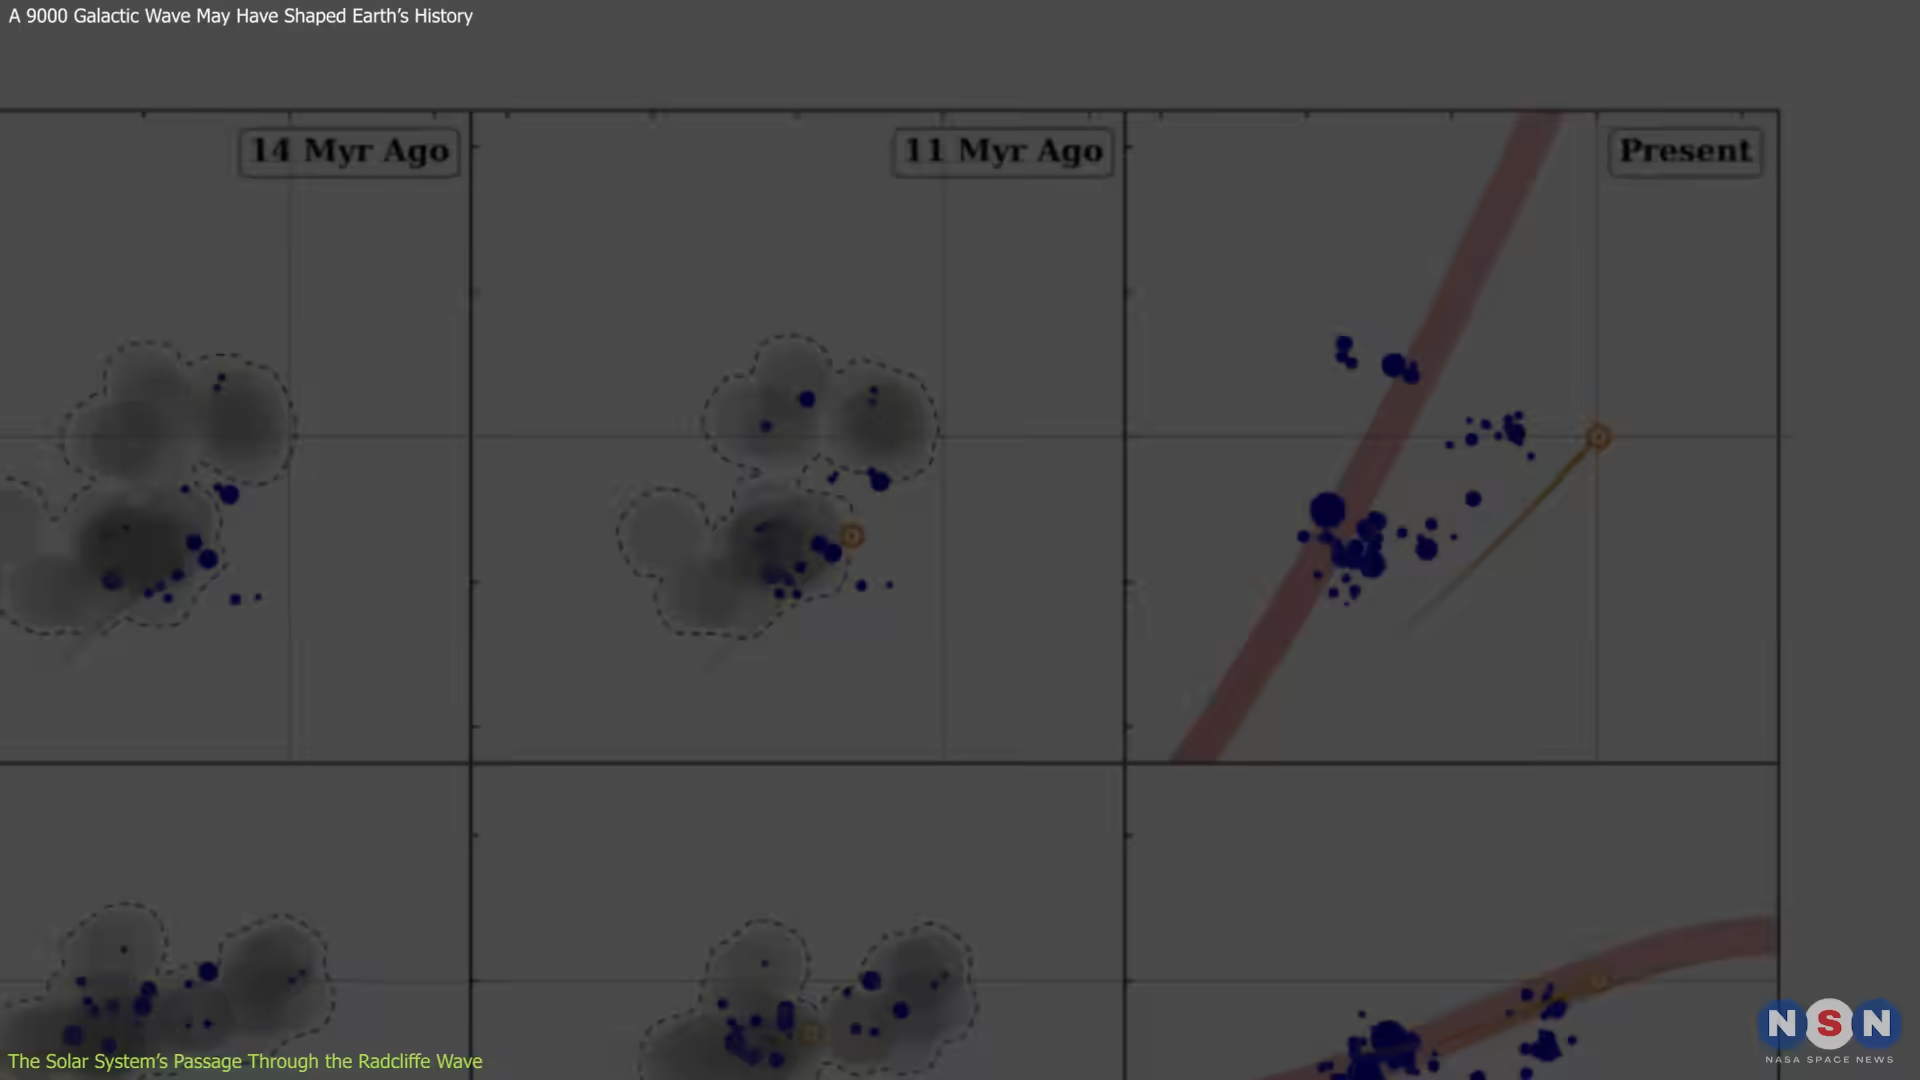 A 9000 Galactic Wave May Have Shaped Earth's History
14 Myr Ago
11 Myr Ago
Present
The Solar System's Passage Through the Radcliffe Wave
NSN
NASA SPACE NEWS